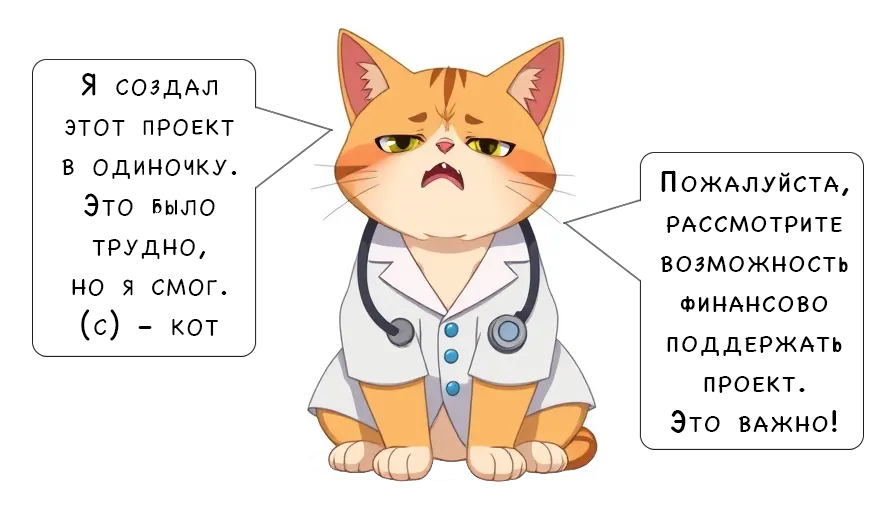 Я создал
этот проект
в одиночку.
Это было
трудно,
но я смог.
(с) – кот
Пожалуйста,
рассмотрите
возможность
финансово
поддержать
проект.
Это важно!